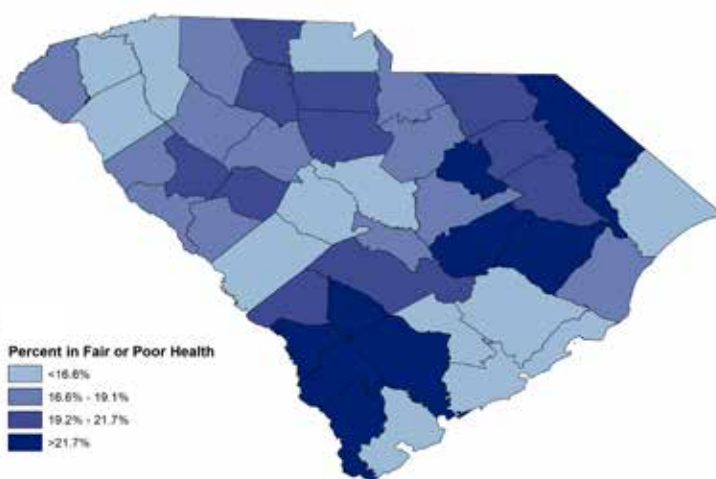 Percent in Fair or Poor Health
<16.6%
16.6% - 19.1%
19.2% - 21.7%
>21.7%